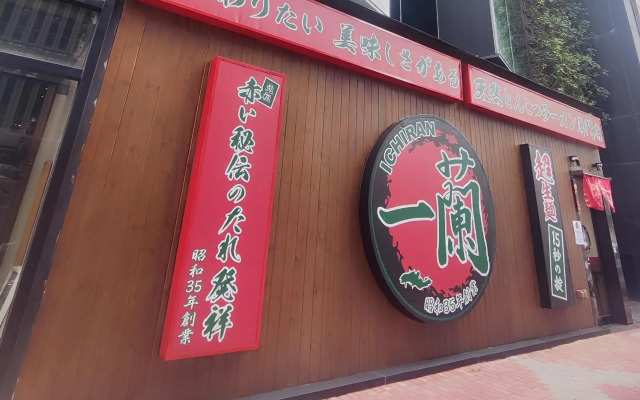 わりたい 美味しさがある
天然とんこつラーメン専門店
元祖
赤い秘伝のたれ発祥
昭和35年創業
ICHIRAN
一蘭
昭和35年創業
超生麺
15秒の掟